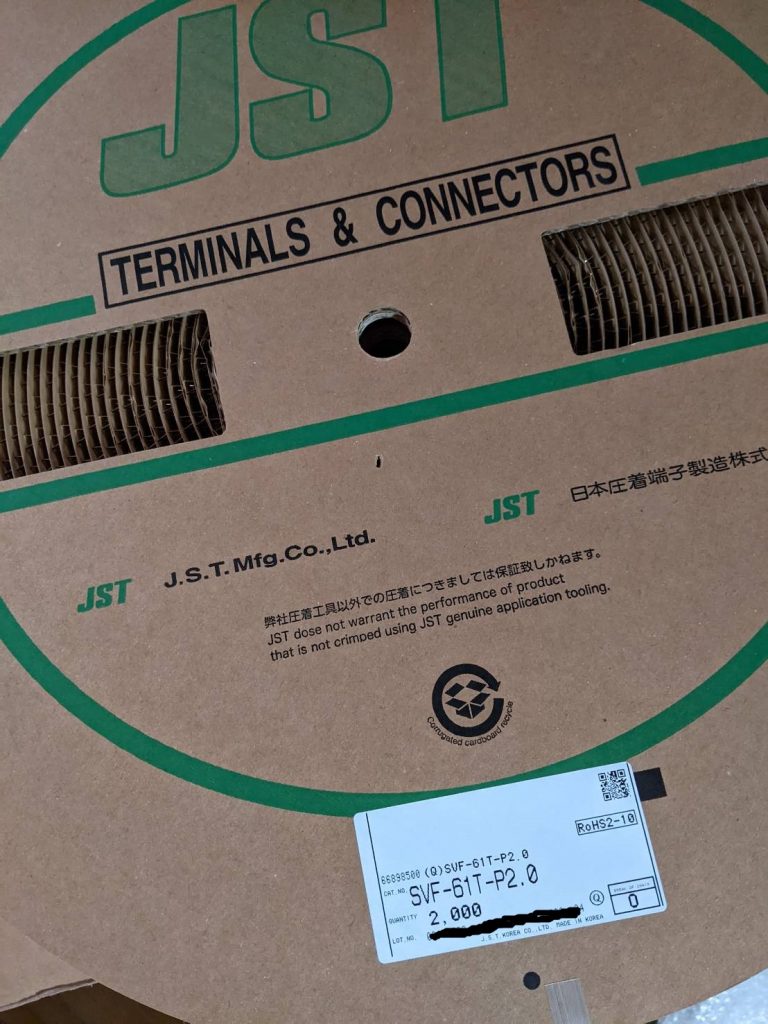 JST
TERMINALS & CONNECTORS
JST 日本圧着端子製造株式
JST J.S.T.Mfg.Co.,Ltd.
弊社圧着工具以外での圧着につきましては保証致しかねます。
JST dose not warrant the performance of product
that is not crimped using JST genuine application tooling.
Corrugated cardboard recycle
RoHS2-10
66898500 (Q)SVF-61T-P2.0
CAT.NO. SVF-61T-P2.0
QUANTITY 2,000
Q
0
LOT.NO.
J.S.T.KOREA CO.,LTD. MADE IN KOREA